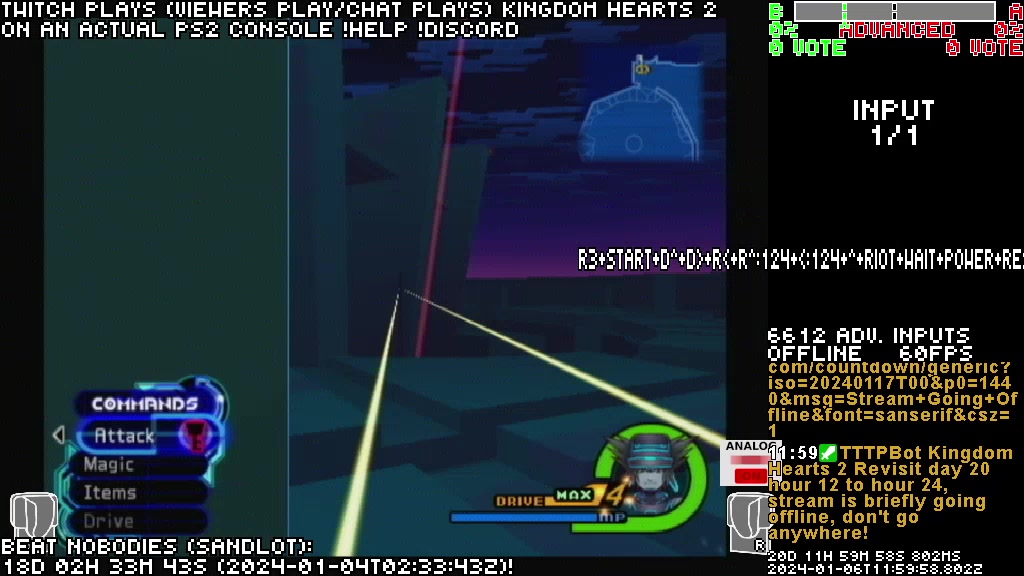 TWITCH PLAYS (VIEWERS PLAY/CHAT PLAYS) KINGDOM HEARTS 2
ON AN ACTUAL PS2 CONSOLE !HELP !DISCORD
B A
0% ADVANCED 0%
0 VOTE 0 VOTE
INPUT
1/1
R3+START+D^+D>+R<+R^:124+<:124+^+RIOT+WAIT+POWER+RE
6612 ADV. INPUTS
OFFLINE 60FPS
com/countdown/generic?
iso=20240117T00&p0=144
0&msg=Stream+Going+Of
fline&font=sanserif&csz=
1
11:59 TTTPBot Kingdom
Hearts 2 Revisit day 20
hour 12 to hour 24,
stream is briefly going
offline, don't go
anywhere!
20D 11H 59M 58S 802MS
2024-01-06T11:59:58.802Z
COMMANDS
Attack
Magic
Items
Drive
DRIVE MAX 4
MP
ANALOG
R
BEAT NOBODIES (SANDLOT):
18D 02H 33M 43S (2024-01-04T02:33:43Z)!